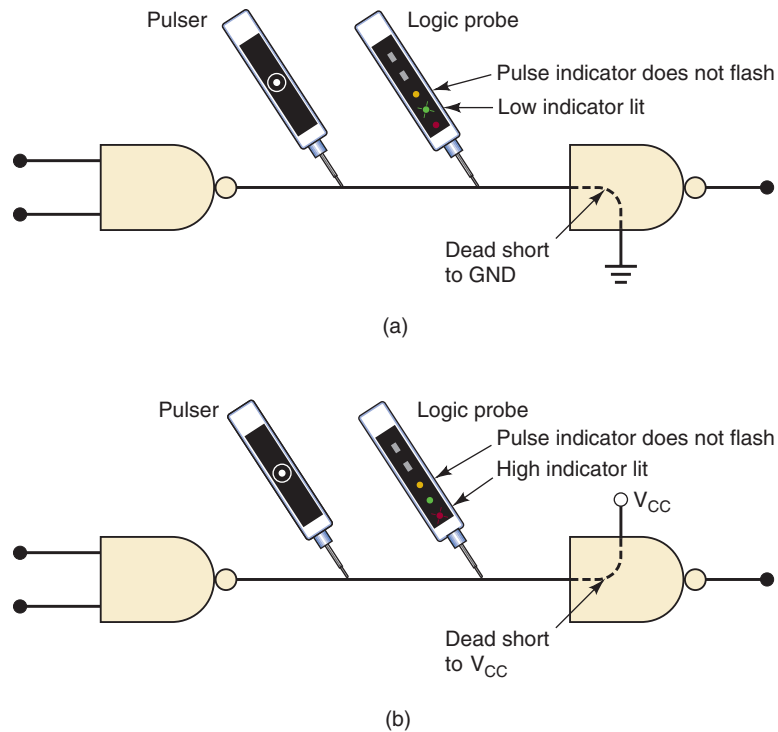 Pulser
Logic probe
Pulse indicator does not flash
Low indicator lit
Dead short
to GND
(a)
Pulser
Logic probe
Pulse indicator does not flash
High indicator lit
VCC
Dead short
to VCC
(b)